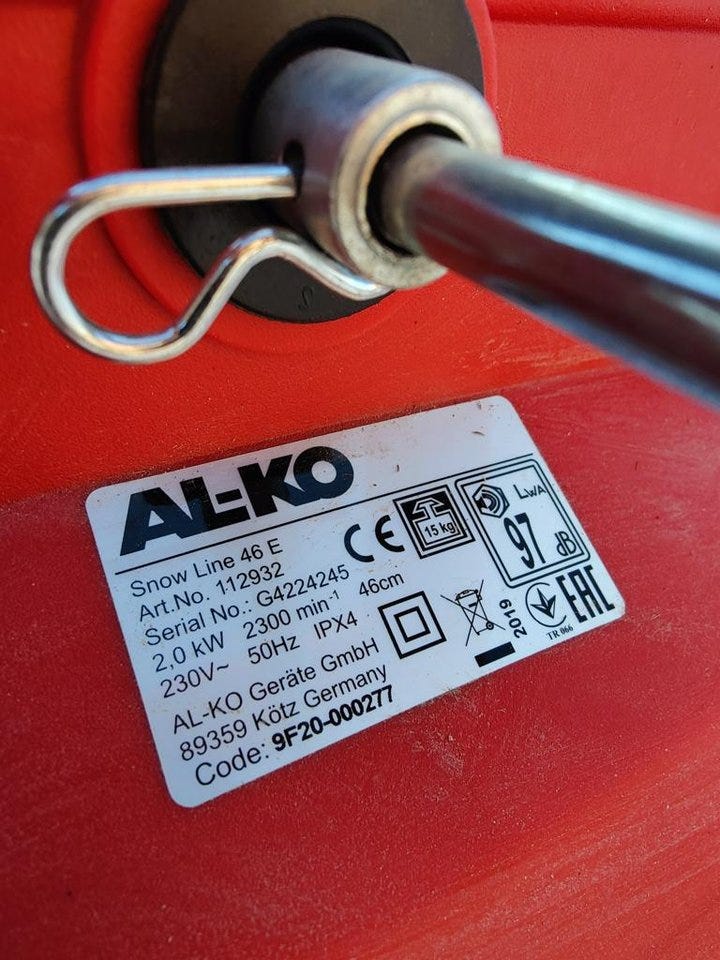 AL-KO
Snow Line 46 E
Art.No. 112932
Serial No.: G4224245
2,0 kW 2300 min⁻¹ 46cm
230V~ 50Hz IPX4
AL-KO Geräte GmbH
89359 Kötz Germany
Code: 9F20-000277
CE
15 kg
LWA
97
dB
2019
TR 066
EAC